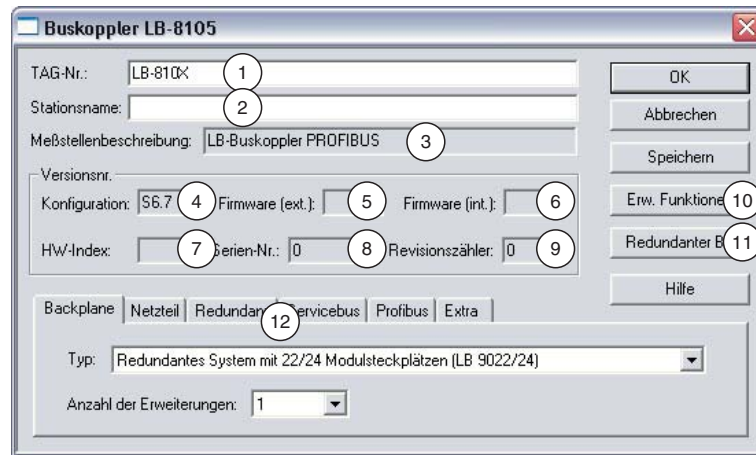 Buskoppler LB-8105
TAG-Nr.: LB-810X 1
OK
Stationsname: 2
Abbrechen
Meßstellenbeschreibung: LB-Buskoppler PROFIBUS 3
Speichern
Versionsnr.
Konfiguration: S6.7 4 Firmware (ext.): 5 Firmware (int.): 6
Erw. Funktione 10
HW-Index: 7 Serien-Nr.: 0 8 Revisionszähler: 0 9
Redundanter B 11
Hilfe
Backplane Netzteil Redundan 12 Servicebus Profibus Extra
Typ: Redundantes System mit 22/24 Modulsteckplätzen (LB 9022/24)
Anzahl der Erweiterungen: 1